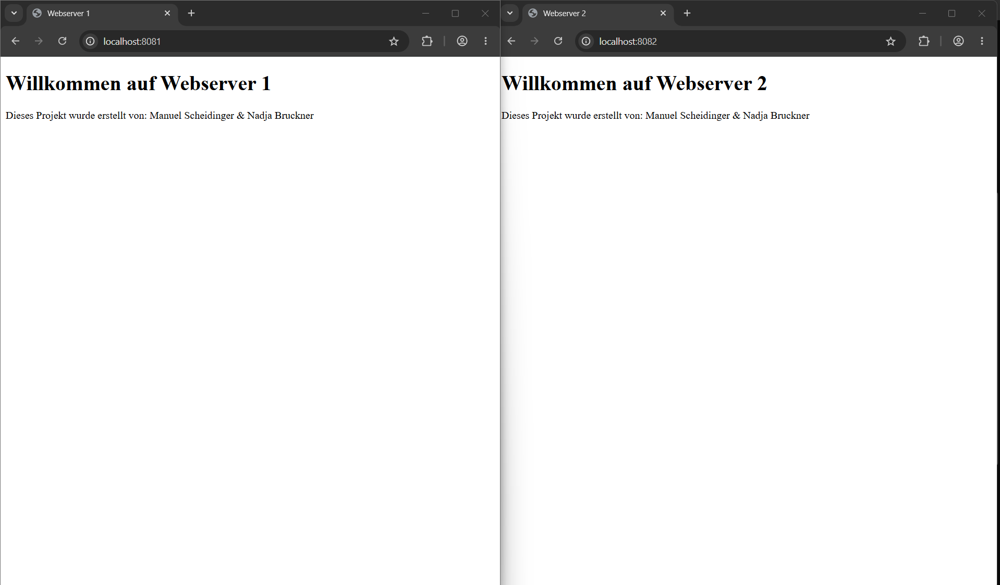 Webserver 1
localhost:8081
Willkommen auf Webserver 1
Dieses Projekt wurde erstellt von: Manuel Scheidinger & Nadja Bruckner
Webserver 2
localhost:8082
Willkommen auf Webserver 2
Dieses Projekt wurde erstellt von: Manuel Scheidinger & Nadja Bruckner